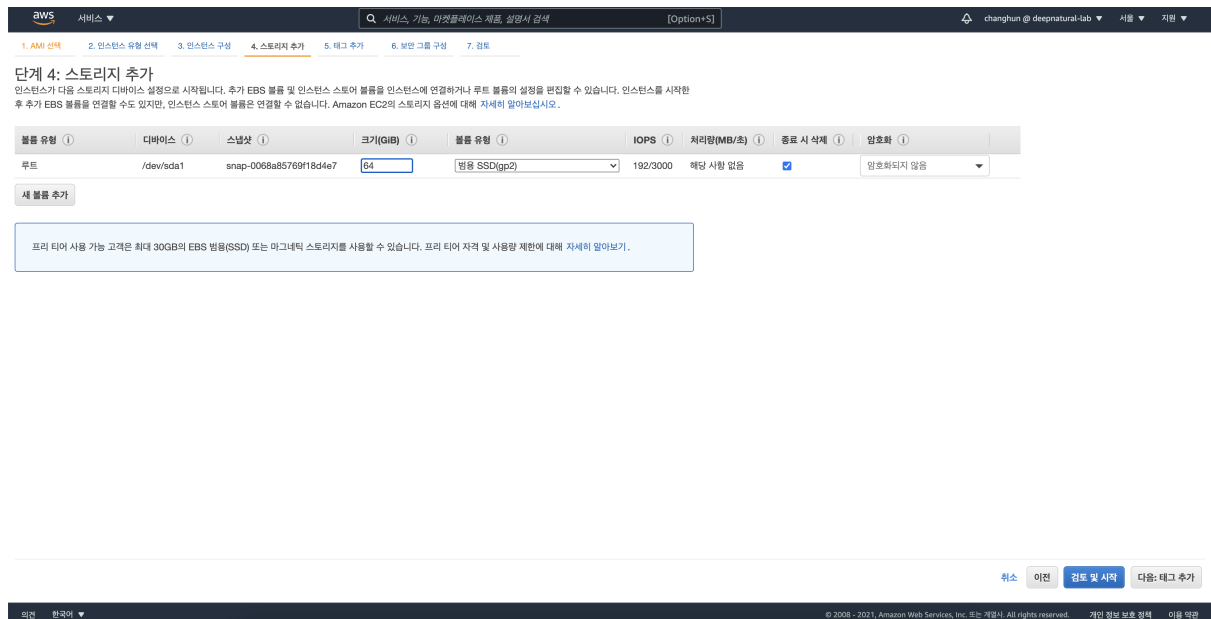 aws 서비스 ▼ 서비스, 기능, 마켓플레이스 제품, 설명서 검색 [Option+S] changhun @ deepnatural-lab ▼ 서울 ▼ 지원 ▼
1. AMI 선택 2. 인스턴스 유형 선택 3. 인스턴스 구성 4. 스토리지 추가 5. 태그 추가 6. 보안 그룹 구성 7. 검토
단계 4: 스토리지 추가
인스턴스가 다음 스토리지 디바이스 설정으로 시작됩니다. 추가 EBS 볼륨 및 인스턴스 스토어 볼륨을 인스턴스에 연결하거나 루트 볼륨의 설정을 편집할 수 있습니다. 인스턴스를 시작한
후 추가 EBS 볼륨을 연결할 수도 있지만, 인스턴스 스토어 볼륨은 연결할 수 없습니다. Amazon EC2의 스토리지 옵션에 대해 자세히 알아보십시오.
볼륨 유형 i 디바이스 i 스냅샷 i 크기(GiB) i 볼륨 유형 i IOPS i 처리량(MB/초) i 종료 시 삭제 i 암호화 i
루트 /dev/sda1 snap-0068a85769f18d4e7 64 범용 SSD(gp2) 192/3000 해당 사항 없음 암호화되지 않음
새 볼륨 추가
프리 티어 사용 가능 고객은 최대 30GB의 EBS 범용(SSD) 또는 마그네틱 스토리지를 사용할 수 있습니다. 프리 티어 자격 및 사용량 제한에 대해 자세히 알아보기.
취소 이전 검토 및 시작 다음: 태그 추가
의견 한국어 ▼ © 2008 - 2021, Amazon Web Services, Inc. 또는 계열사. All rights reserved. 개인 정보 보호 정책 이용 약관